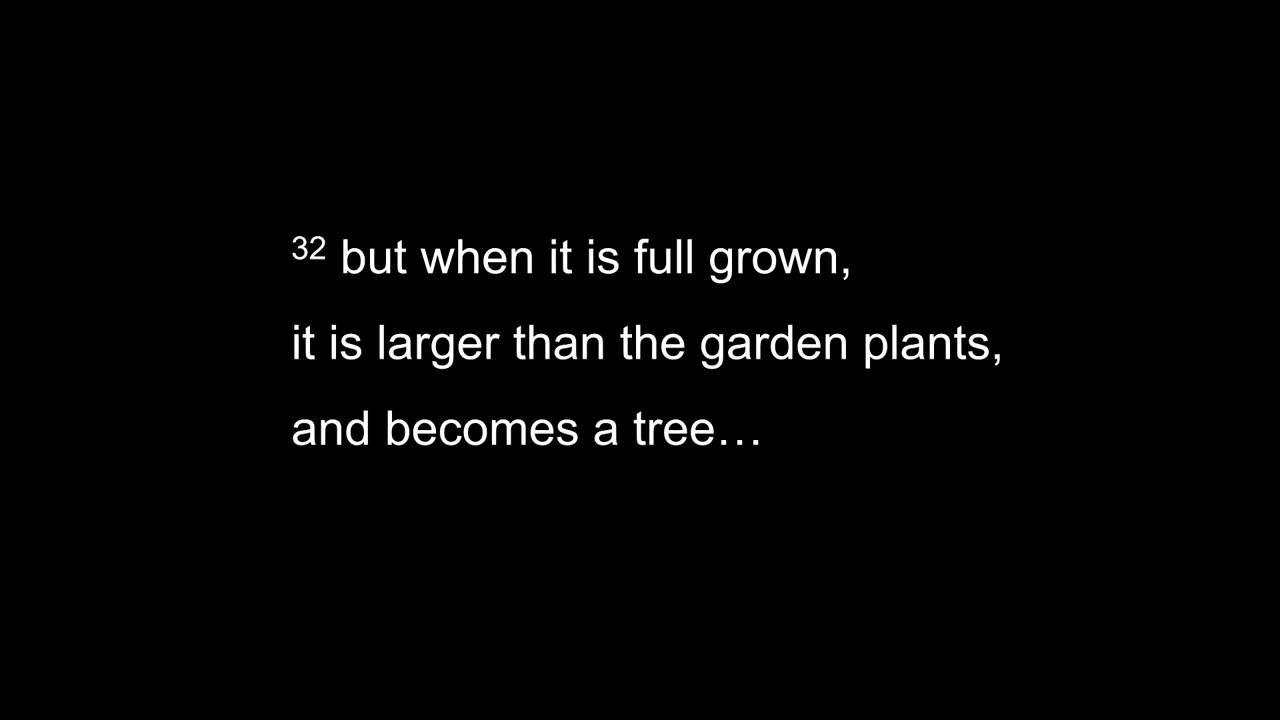 32 but when it is full grown,
it is larger than the garden plants,
and becomes a tree…